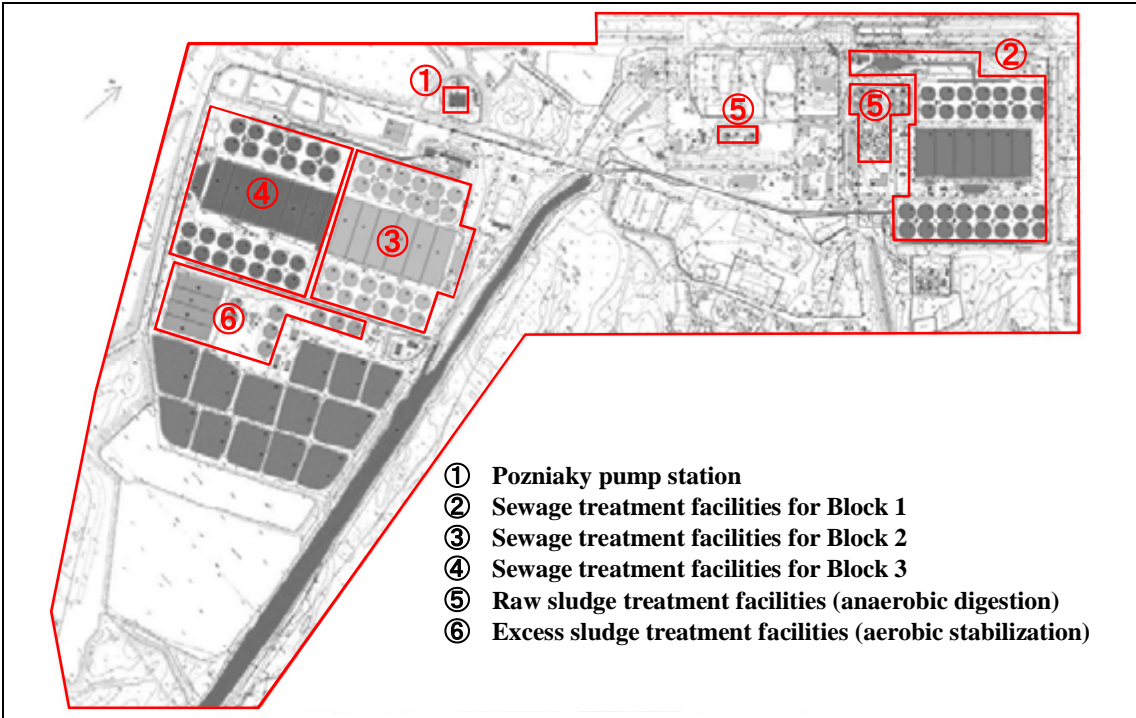 ①
②
⑤
⑤
④
③
⑥
① Pozniaky pump station
② Sewage treatment facilities for Block 1
③ Sewage treatment facilities for Block 2
④ Sewage treatment facilities for Block 3
⑤ Raw sludge treatment facilities (anaerobic digestion)
⑥ Excess sludge treatment facilities (aerobic stabilization)